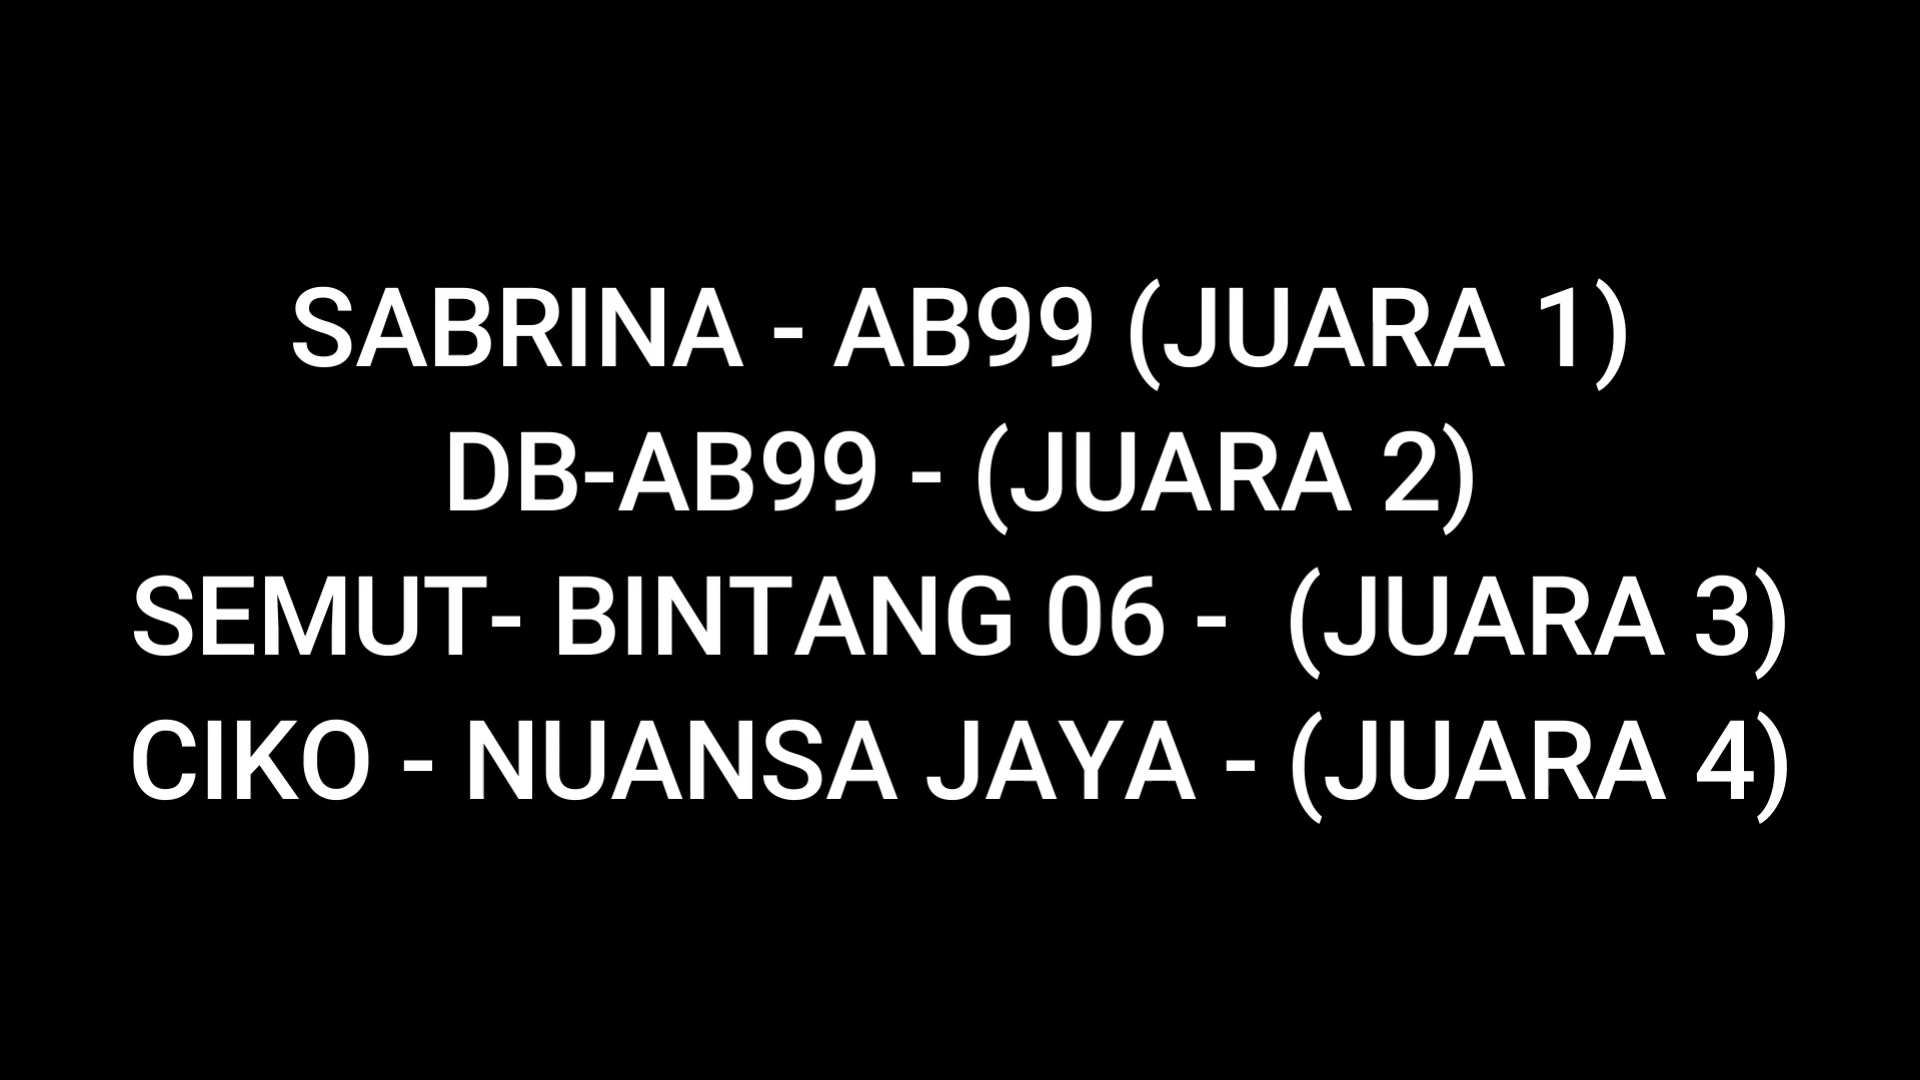 SABRINA - AB99 (JUARA 1)
DB-AB99 - (JUARA 2)
SEMUT- BINTANG 06 -  (JUARA 3)
CIKO - NUANSA JAYA - (JUARA 4)